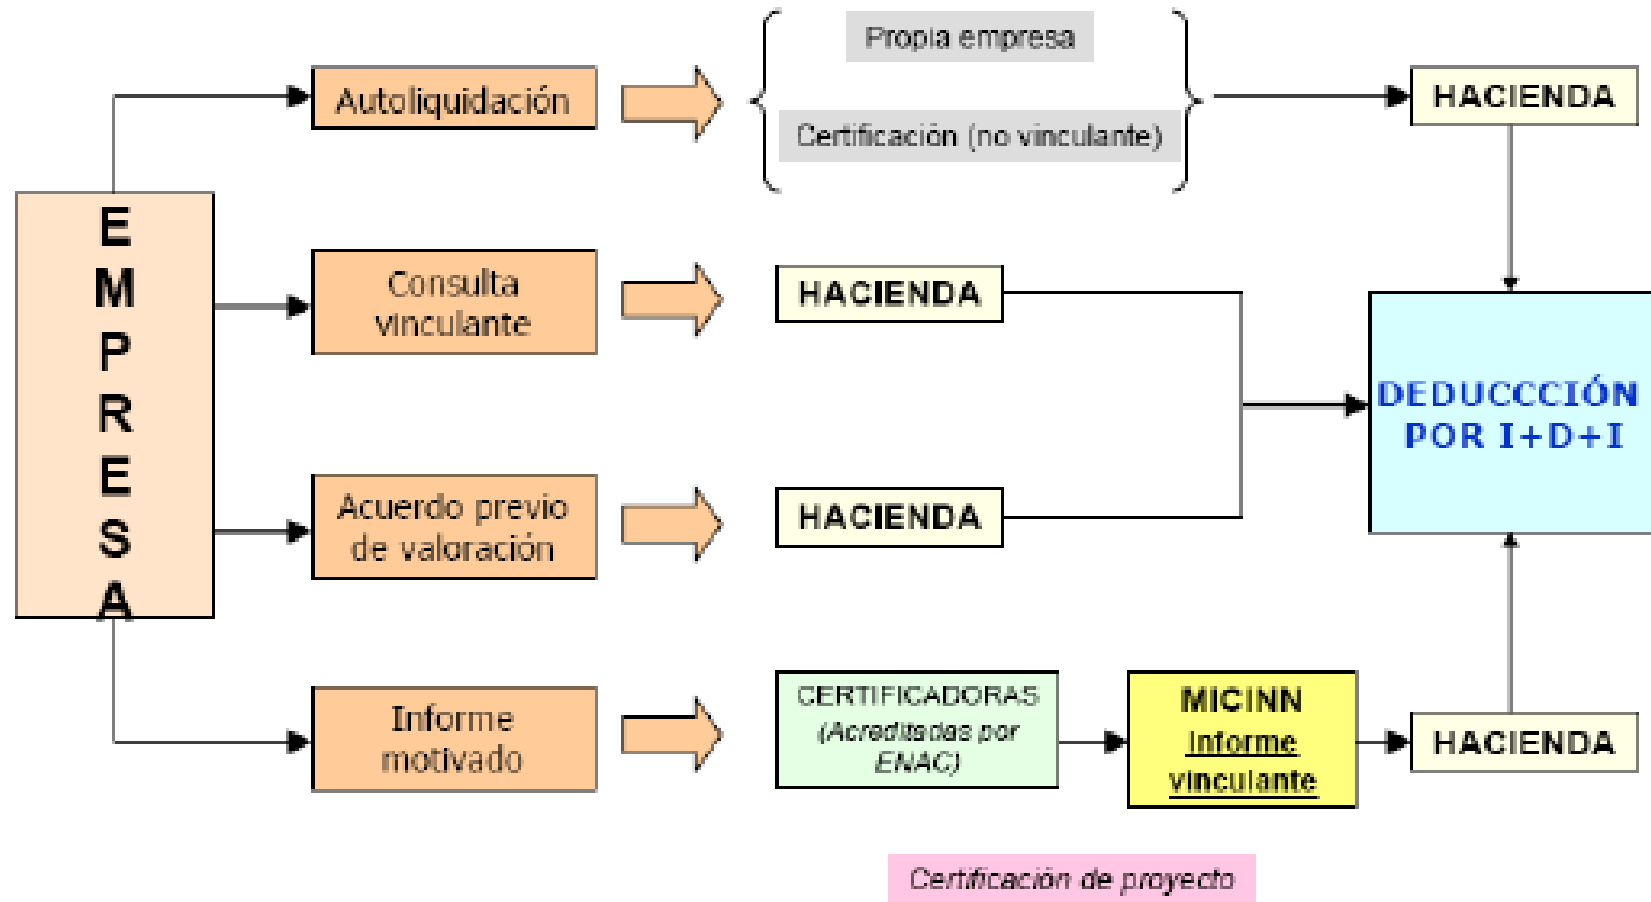 Propia empresa
Autoliquidación
Certificación (no vinculante)
HACIENDA
EMPRESA
Consulta
vinculante
HACIENDA
DEDUCCCIÓN
POR I+D+I
Acuerdo previo
de valoración
HACIENDA
Informe
motivado
CERTIFICADORAS
(Acreditadas por
ENAC)
MICINN
Informe
vinculante
HACIENDA
Certificación de proyecto